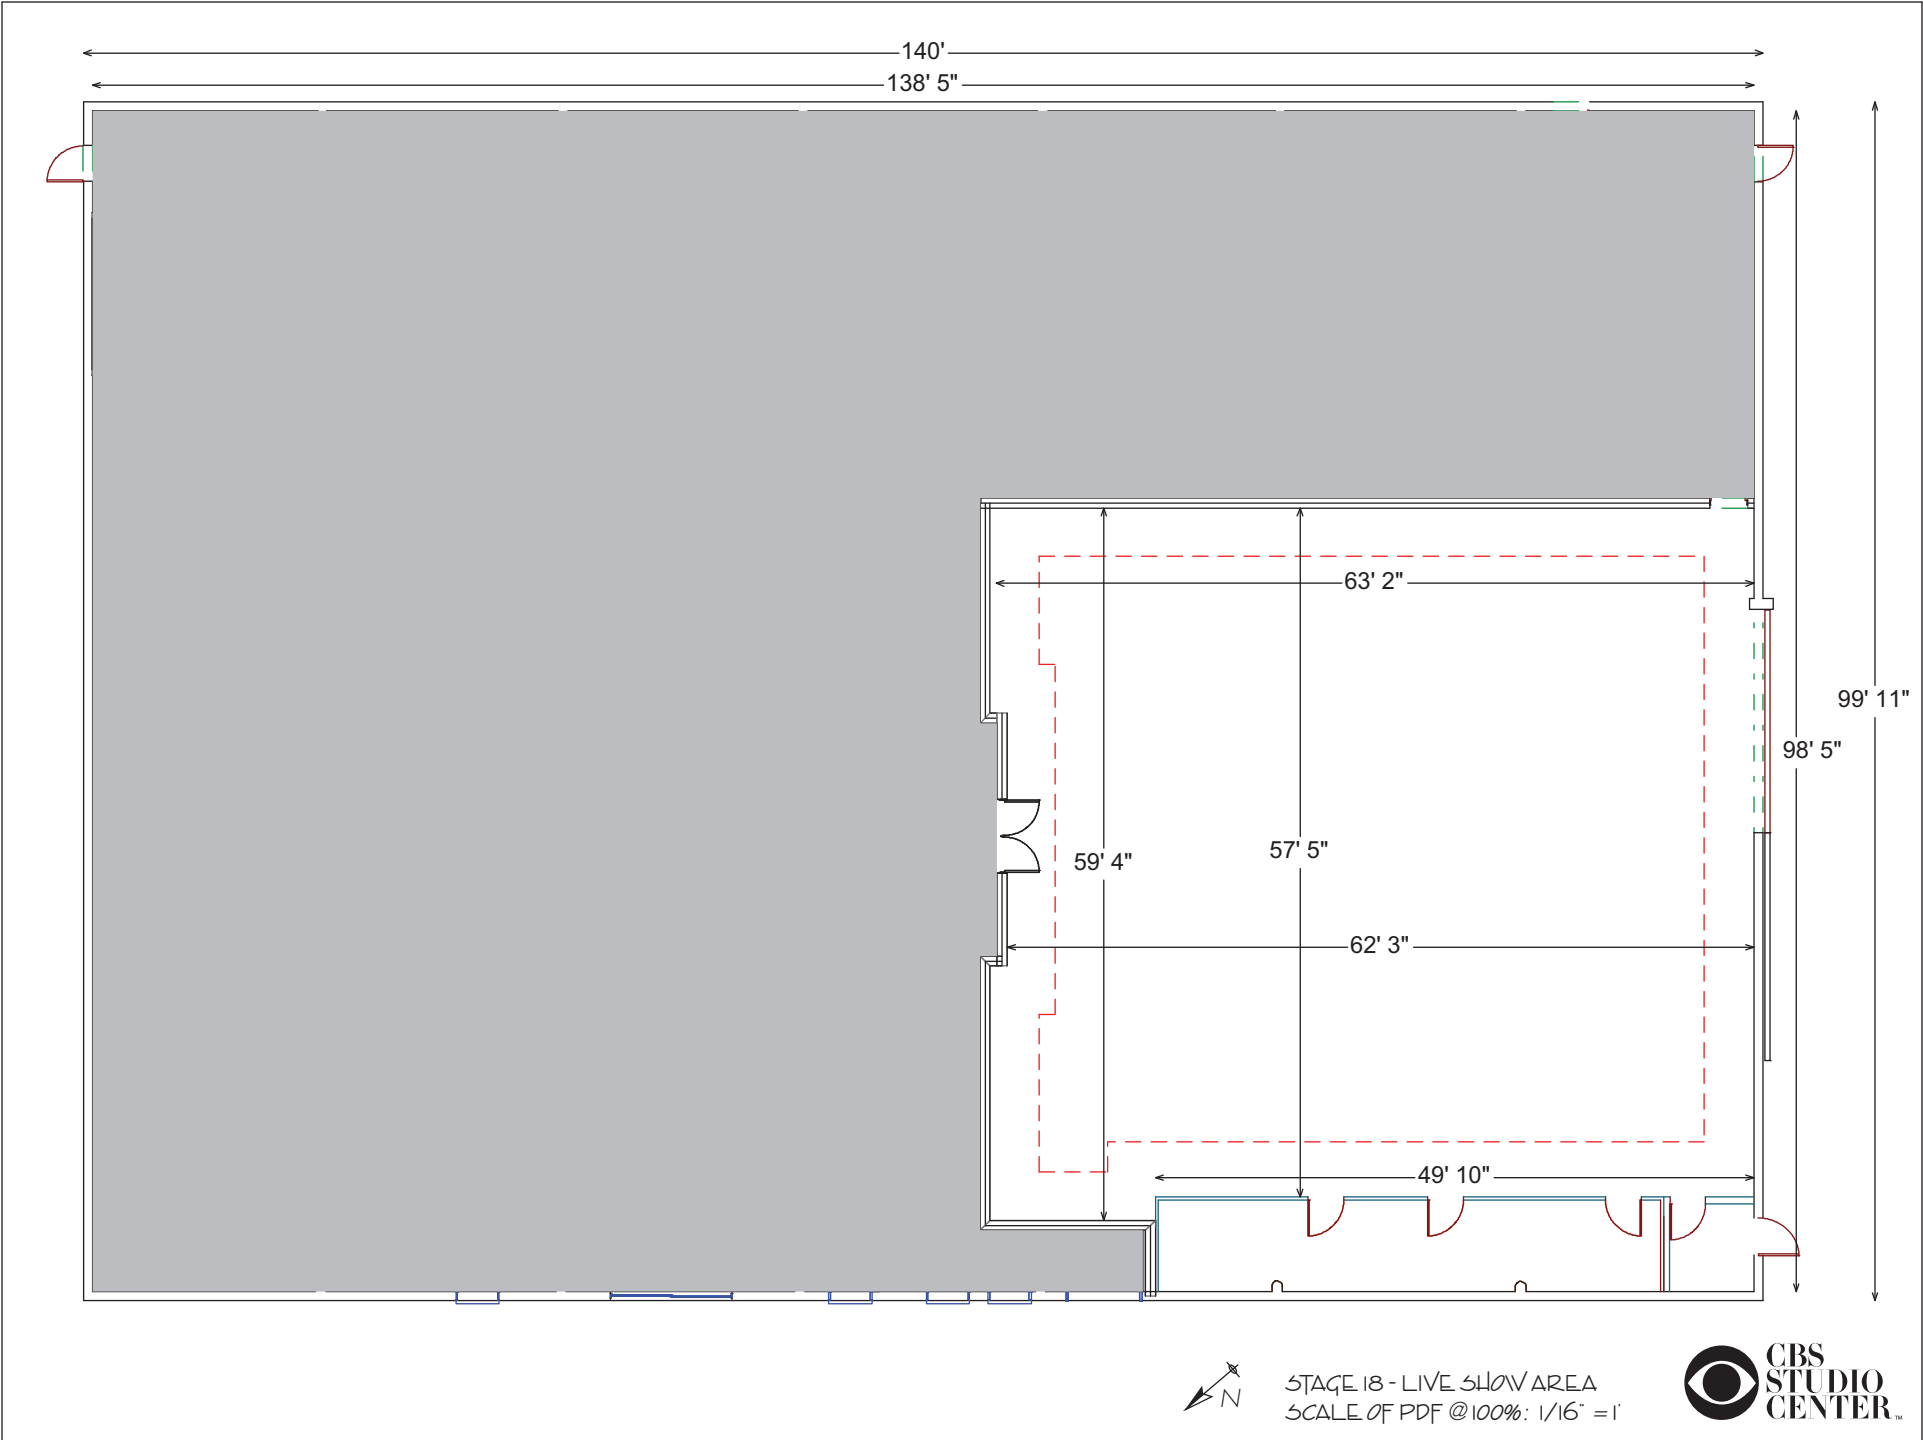 140'
138' 5"
63' 2"
99' 11"
98' 5"
59' 4"
57' 5"
62' 3"
49' 10"
N
STAGE 18 - LIVE SHOW AREA
SCALE OF PDF @ 100%: 1/16" = 1'
CBS
STUDIO
CENTER™